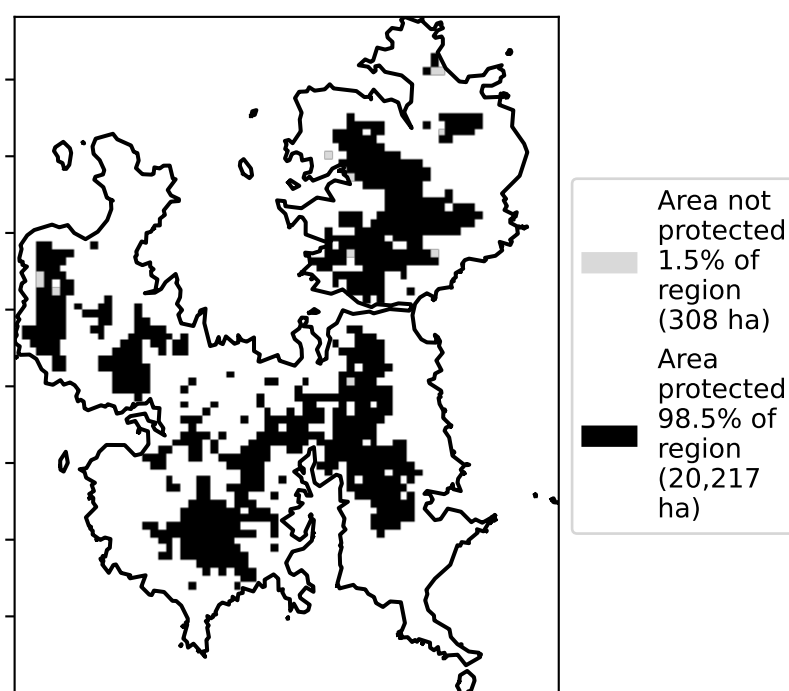 Area not
protected
1.5% of
region
(308 ha)
Area
protected
98.5% of
region
(20,217
ha)